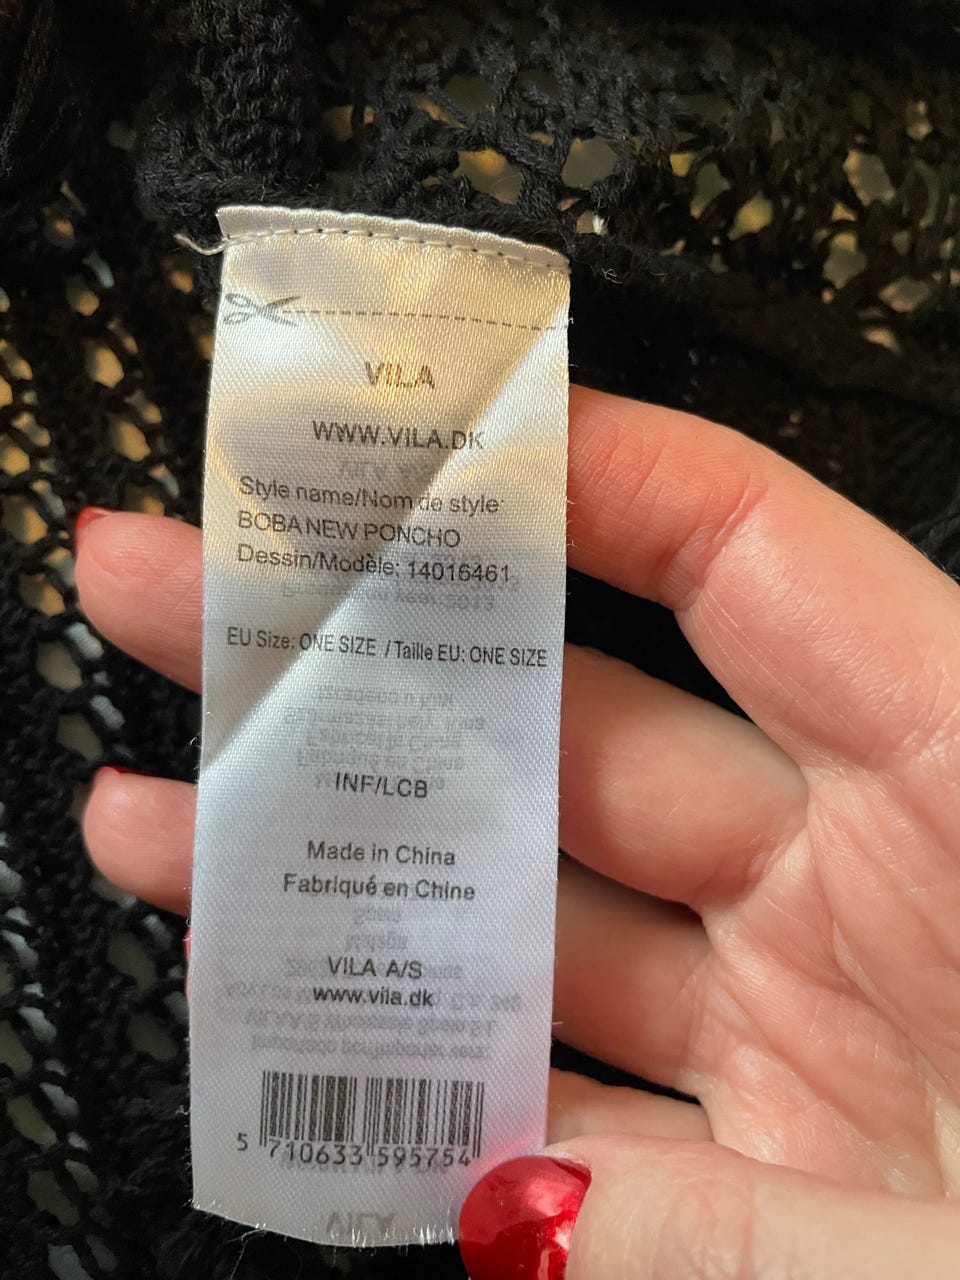 VILA
WWW.VILA.DK
Style name/Nom de style:
BOBA NEW PONCHO
Dessin/Modèle: 14016461
EU Size: ONE SIZE / Taille EU: ONE SIZE
INF/LCB
Made in China
Fabriqué en Chine
VILA A/S
www.vila.dk
5 710633 595754